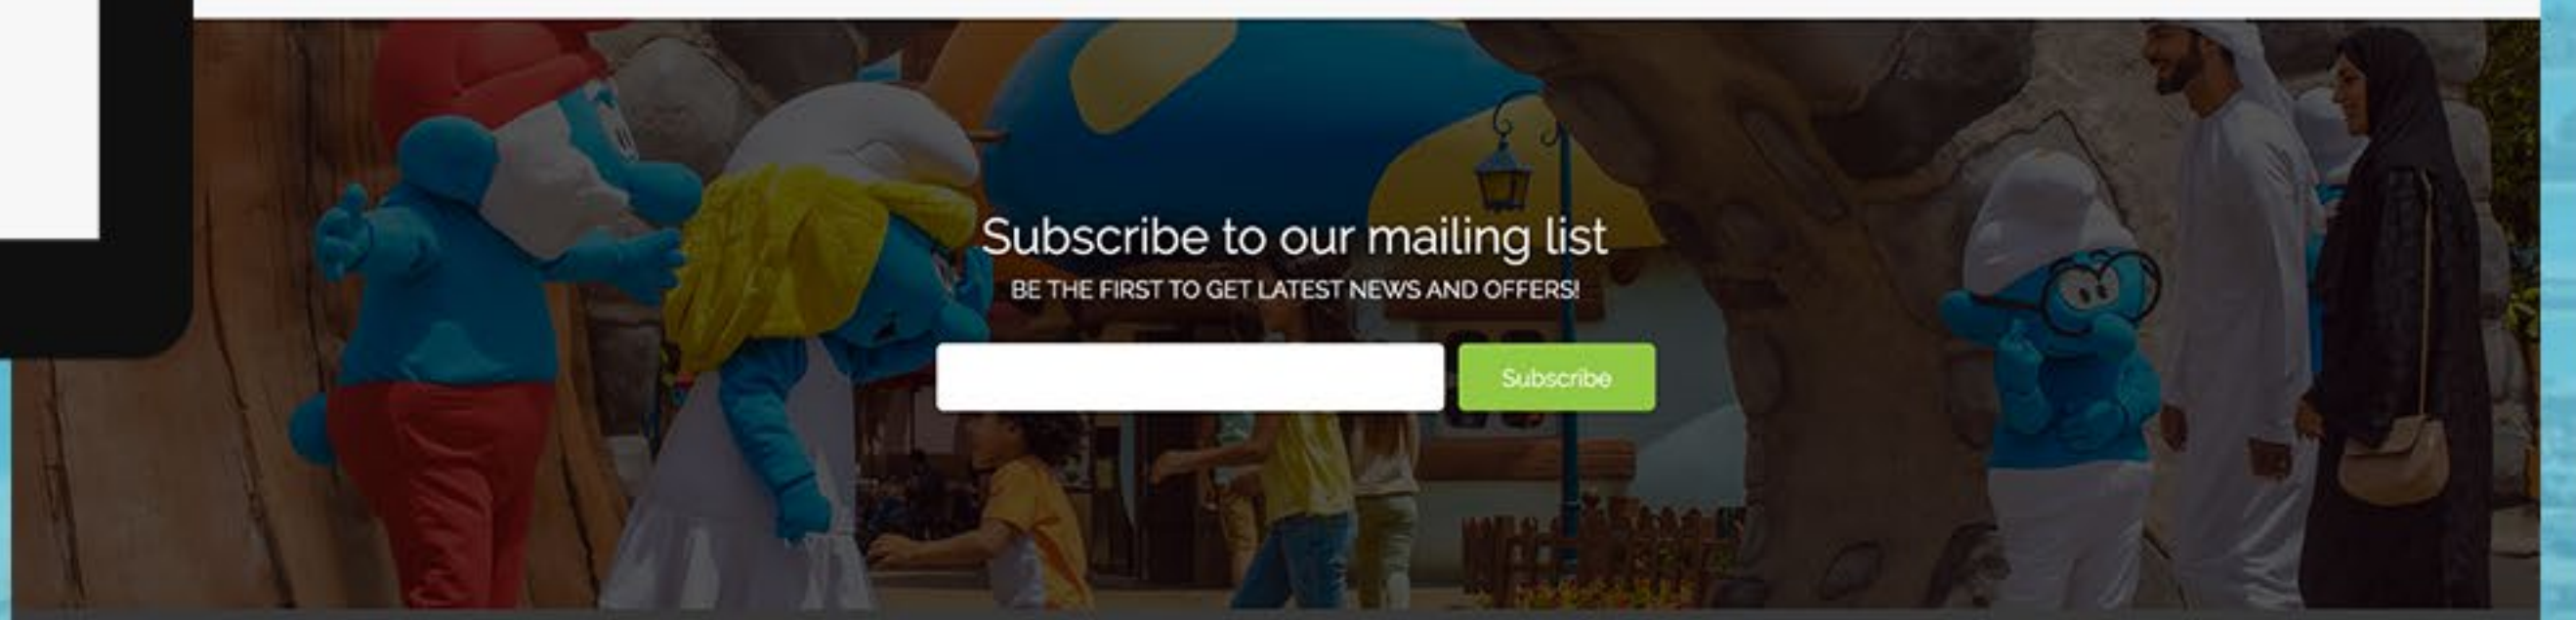 Subscribe to our mailing list
BE THE FIRST TO GET LATEST NEWS AND OFFERS!
Subscribe